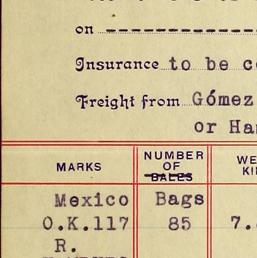 on
Insurance to be c
Freight from Gómez
or Ha
MARKS
NUMBER OF BALES
WE
KI
Mexico Bags
O.K.117 85 7.
R.